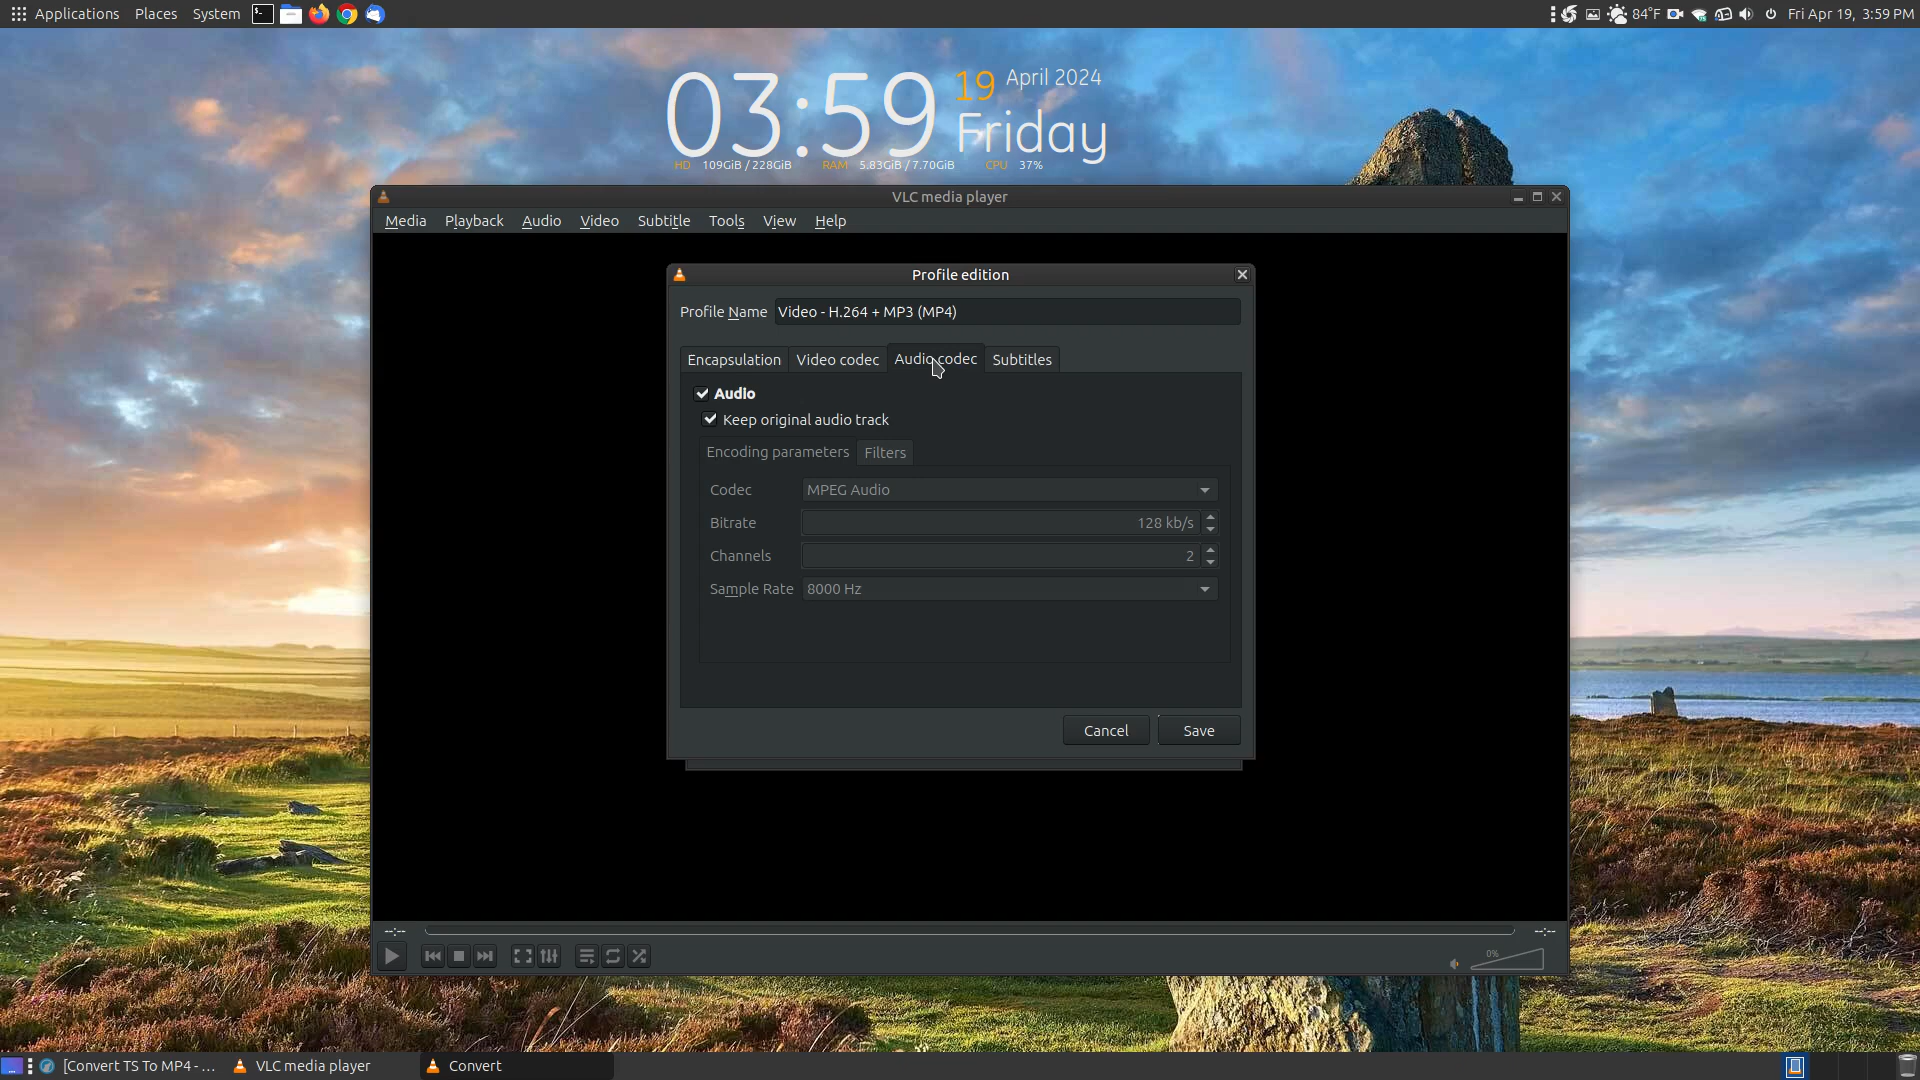 Applications Places System 84°F Fri Apr 19, 3:59 PM
03:59 19 April 2024
Friday
HD 109GiB / 228GiB RAM 5.83GiB / 7.70GiB CPU 37%
VLC media player
Media Playback Audio Video Subtitle Tools View Help
Profile edition
Profile Name Video - H.264 + MP3 (MP4)
Encapsulation Video codec Audio codec Subtitles
Audio
Keep original audio track
Encoding parameters Filters
Codec MPEG Audio
Bitrate 128 kb/s
Channels 2
Sample Rate 8000 Hz
Cancel Save
--:-- --:--
0%
[Convert TS To MP4 - ... VLC media player Convert